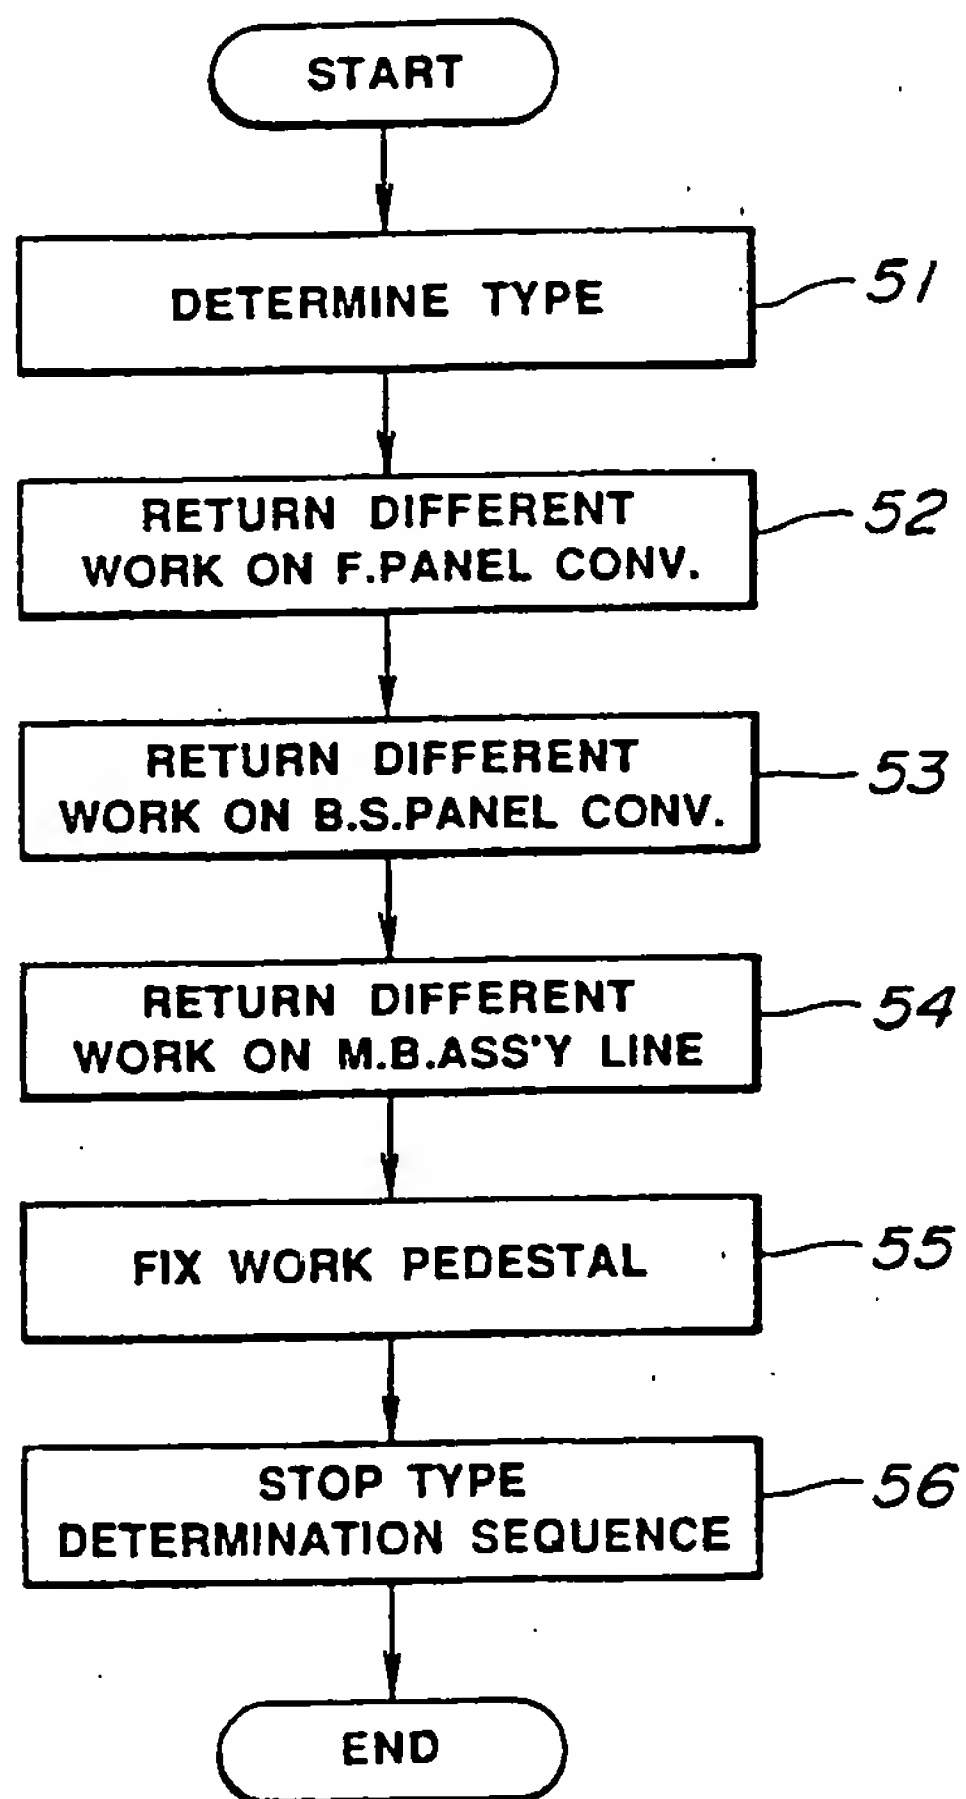 START
DETERMINE TYPE
51
RETURN DIFFERENT
WORK ON F.PANEL CONV.
52
RETURN DIFFERENT
WORK ON B.S.PANEL CONV.
53
RETURN DIFFERENT
WORK ON M.B.ASS'Y LINE
54
FIX WORK PEDESTAL
55
STOP TYPE
DETERMINATION SEQUENCE
56
END